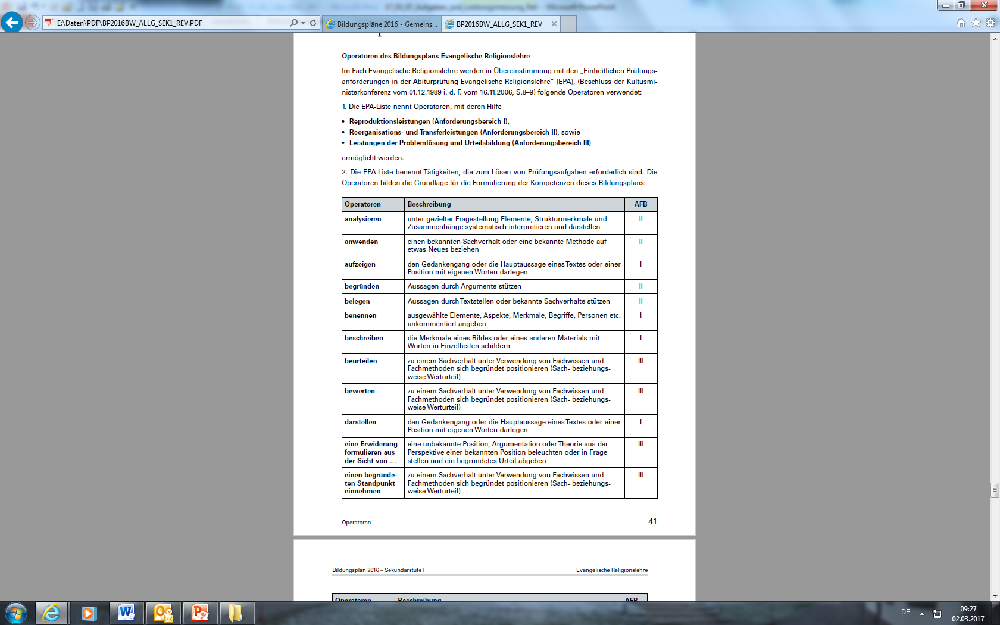 E:\Daten\PDF\BP2016BW_ALLG_SEK1_REV.PDF
Bildungspläne 2016 - Gemeins...
BP2016BW_ALLG_SEK1_REV
Operatoren des Bildungsplans Evangelische Religionslehre
Im Fach Evangelische Religionslehre werden in Übereinstimmung mit den „Einheitlichen Prüfungs-
anforderungen in der Abiturprüfung Evangelische Religionslehre“ (EPA), (Beschluss der Kultusmi-
nisterkonferenz vom 01.12.1989 i. d. F. vom 16.11.2006, S.8–9) folgende Operatoren verwendet:
1. Die EPA-Liste nennt Operatoren, mit deren Hilfe
• Reproduktionsleistungen (Anforderungsbereich I),
• Reorganisations- und Transferleistungen (Anforderungsbereich II), sowie
• Leistungen der Problemlösung und Urteilsbildung (Anforderungsbereich III)
ermöglicht werden.
2. Die EPA-Liste benennt Tätigkeiten, die zum Lösen von Prüfungsaufgaben erforderlich sind. Die
Operatoren bilden die Grundlage für die Formulierung der Kompetenzen dieses Bildungsplans:
Operatoren Beschreibung AFB
analysieren unter gezielter Fragestellung Elemente, Strukturmerkmale und II
Zusammenhänge systematisch interpretieren und darstellen
anwenden einen bekannten Sachverhalt oder eine bekannte Methode auf II
etwas Neues beziehen
aufzeigen den Gedankengang oder die Hauptaussage eines Textes oder einer I
Position mit eigenen Worten darlegen
begründen Aussagen durch Argumente stützen II
belegen Aussagen durch Textstellen oder bekannte Sachverhalte stützen II
benennen ausgewählte Elemente, Aspekte, Merkmale, Begriffe, Personen etc. I
unkommentiert angeben
beschreiben die Merkmale eines Bildes oder eines anderen Materials mit I
Worten in Einzelheiten schildern
beurteilen zu einem Sachverhalt unter Verwendung von Fachwissen und III
Fachmethoden sich begründet positionieren (Sach- beziehungs-
weise Werturteil)
bewerten zu einem Sachverhalt unter Verwendung von Fachwissen und III
Fachmethoden sich begründet positionieren (Sach- beziehungs-
weise Werturteil)
darstellen den Gedankengang oder die Hauptaussage eines Textes oder einer I
Position mit eigenen Worten darlegen
eine Erwiderung eine unbekannte Position, Argumentation oder Theorie aus der III
formulieren aus Perspektive einer bekannten Position beleuchten oder in Frage
der Sicht von … stellen und ein begründetes Urteil abgeben
einen begründe- zu einem Sachverhalt unter Verwendung von Fachwissen und III
ten Standpunkt Fachmethoden sich begründet positionieren (Sach- beziehungs-
einnehmen weise Werturteil)
Operatoren 41
Bildungsplan 2016 – Sekundarstufe I Evangelische Religionslehre
Operatoren Beschreibung AFB
DE 09:27
02.03.2017